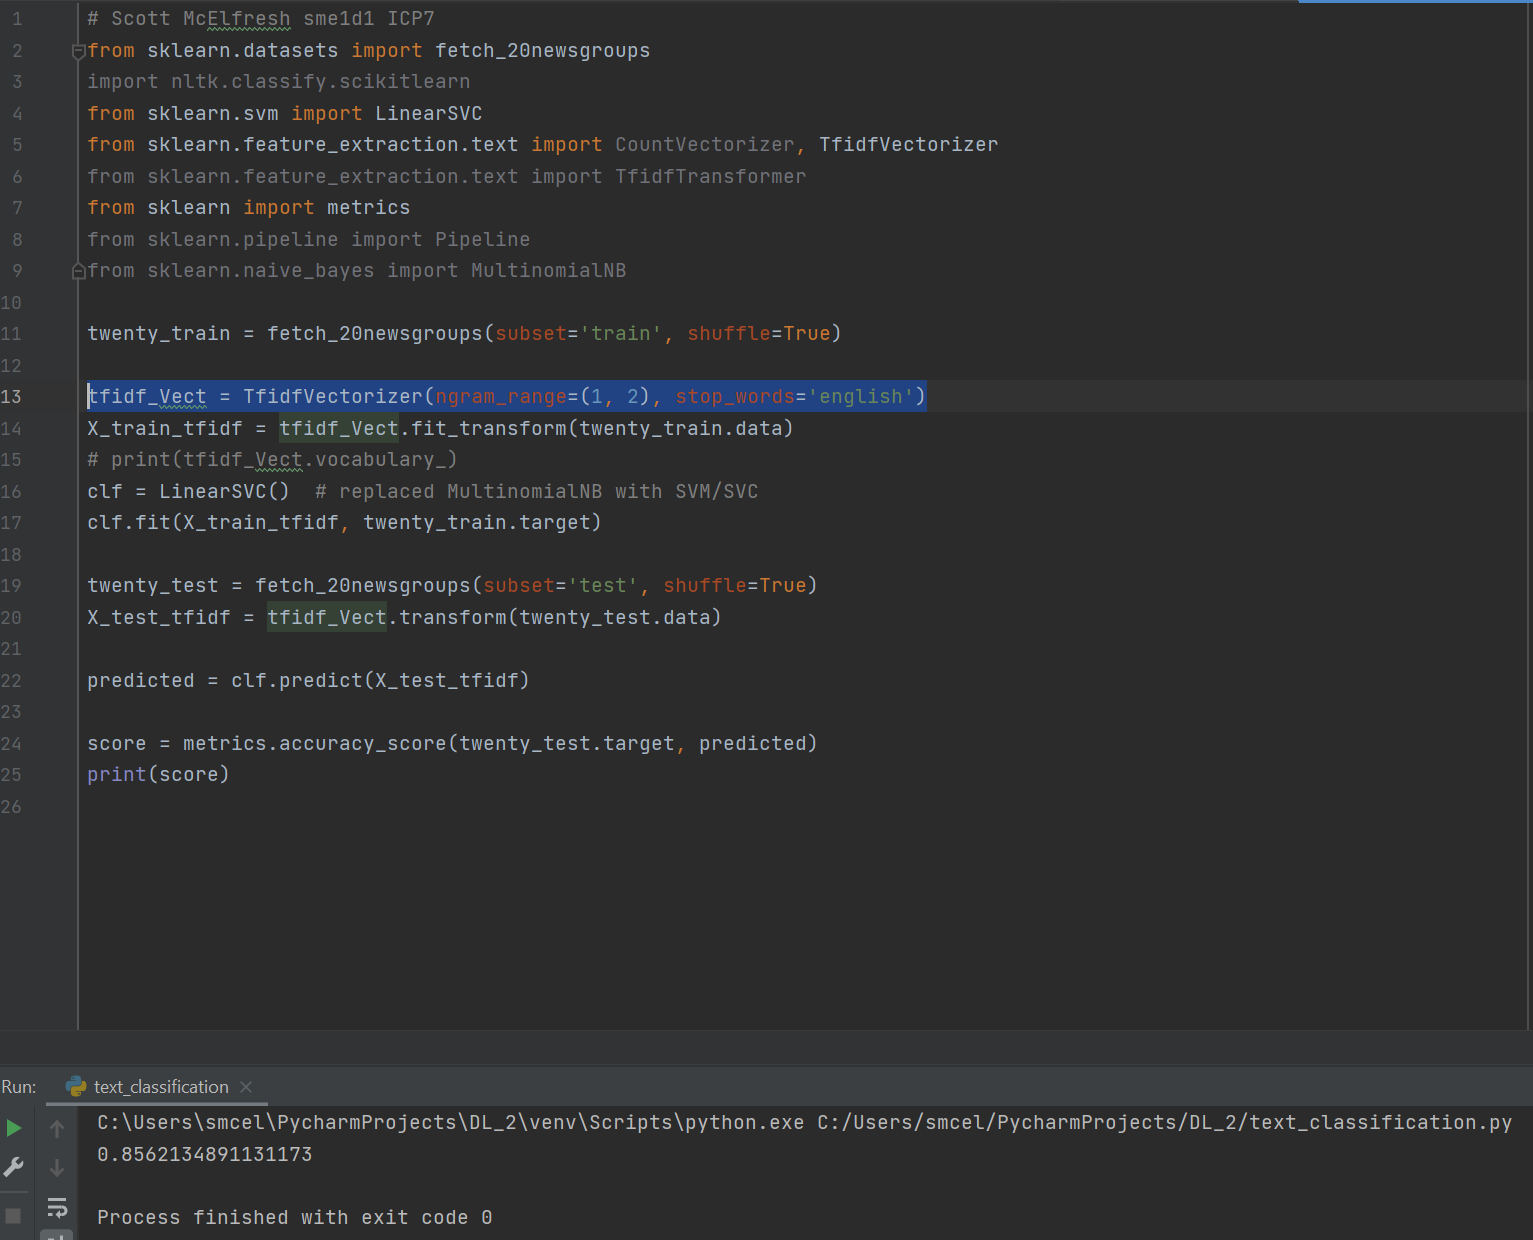 1 # Scott McElfresh sme1d1 ICP7
2 from sklearn.datasets import fetch_20newsgroups
3 import nltk.classify.scikitlearn
4 from sklearn.svm import LinearSVC
5 from sklearn.feature_extraction.text import CountVectorizer, TfidfVectorizer
6 from sklearn.feature_extraction.text import TfidfTransformer
7 from sklearn import metrics
8 from sklearn.pipeline import Pipeline
9 from sklearn.naive_bayes import MultinomialNB
10
11 twenty_train = fetch_20newsgroups(subset='train', shuffle=True)
12
13 tfidf_Vect = TfidfVectorizer(ngram_range=(1, 2), stop_words='english')
14 X_train_tfidf = tfidf_Vect.fit_transform(twenty_train.data)
15 # print(tfidf_Vect.vocabulary_)
16 clf = LinearSVC()  # replaced MultinomialNB with SVM/SVC
17 clf.fit(X_train_tfidf, twenty_train.target)
18
19 twenty_test = fetch_20newsgroups(subset='test', shuffle=True)
20 X_test_tfidf = tfidf_Vect.transform(twenty_test.data)
21
22 predicted = clf.predict(X_test_tfidf)
23
24 score = metrics.accuracy_score(twenty_test.target, predicted)
25 print(score)
26
Run: text_classification
C:\Users\smcel\PycharmProjects\DL_2\venv\Scripts\python.exe C:/Users/smcel/PycharmProjects/DL_2/text_classification.py
0.8562134891131173
Process finished with exit code 0